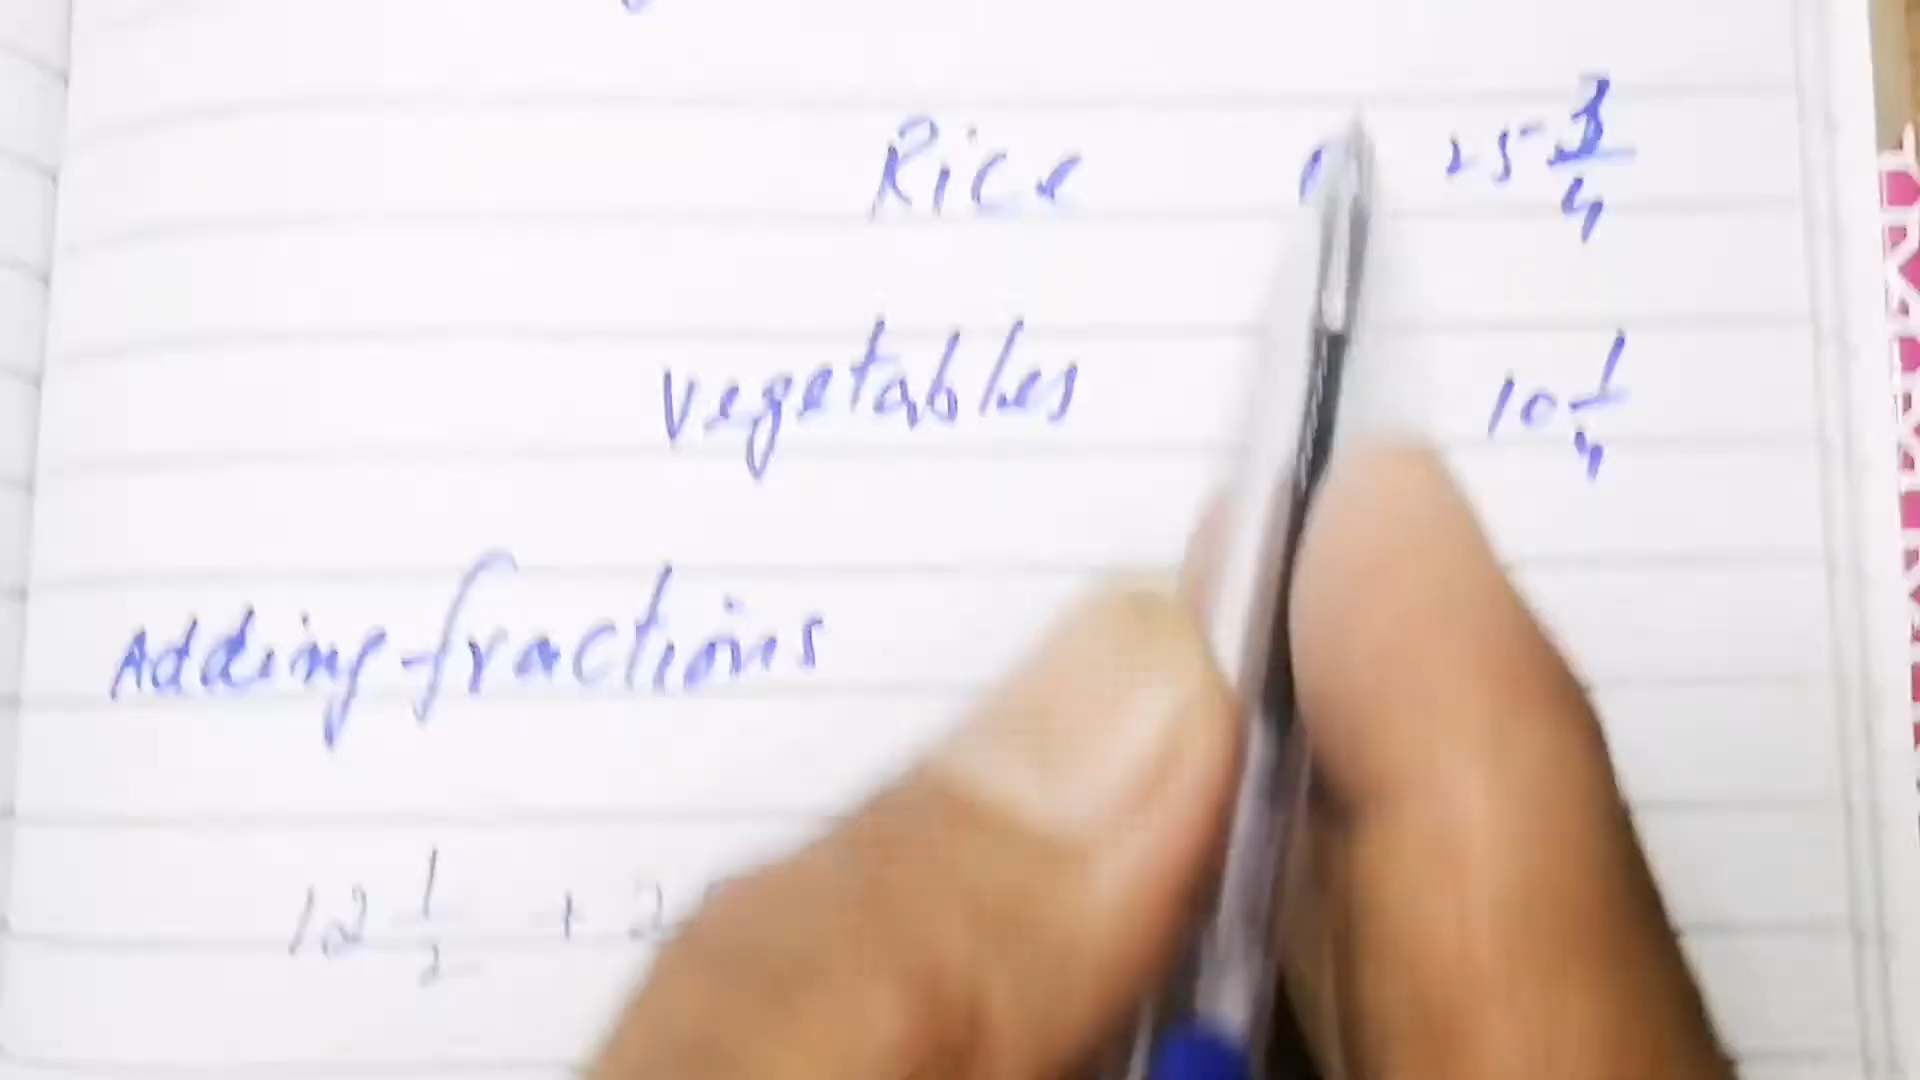 Rice 25 3/4
vegetables 10 1/4
Adding fractions
12 1/2 + 2